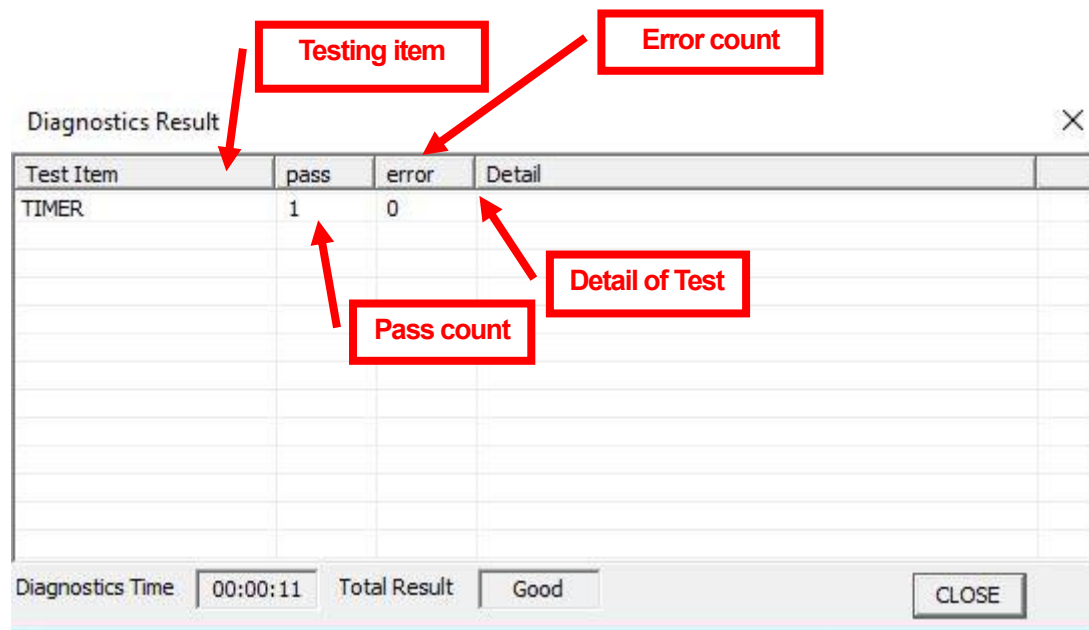 Testing item
Error count
Diagnostics Result
Test Item pass error Detail
TIMER 1 0
Detail of Test
Pass count
Diagnostics Time 00:00:11 Total Result Good CLOSE